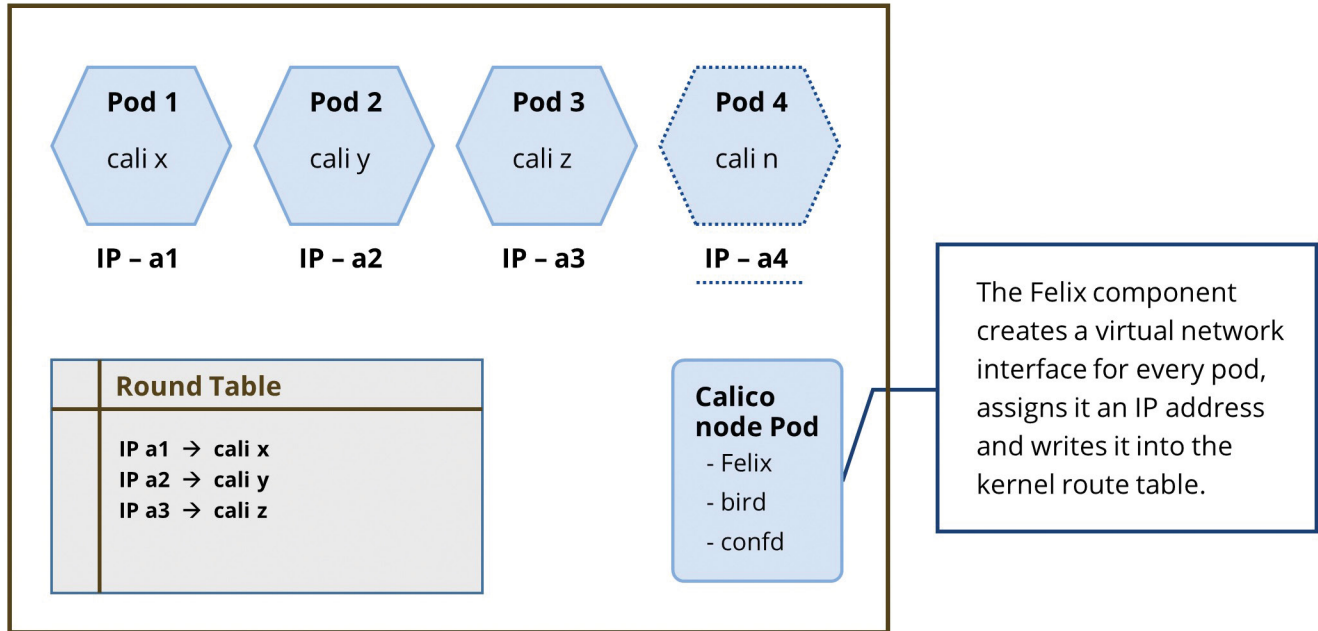 Pod 1
cali x
IP – a1
Pod 2
cali y
IP – a2
Pod 3
cali z
IP – a3
Pod 4
cali n
IP – a4
Round Table
IP a1 → cali x
IP a2 → cali y
IP a3 → cali z
Calico
node Pod
- Felix
- bird
- confd
The Felix component
creates a virtual network
interface for every pod,
assigns it an IP address
and writes it into the
kernel route table.